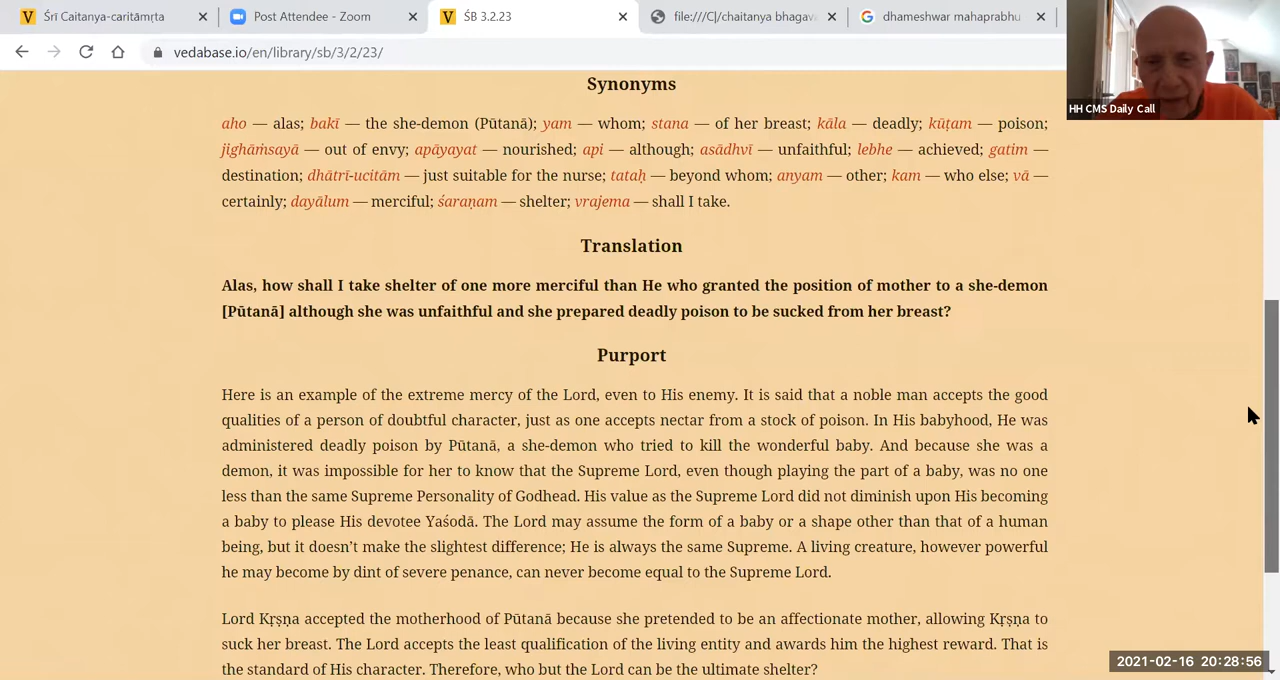 Śrī Caitanya-caritāmṛta
Post Attendee - Zoom
ŚB 3.2.23
file:///C|/chaitanya bhagava
dhameshwar mahaprabhu
vedabase.io/en/library/sb/3/2/23/
HH CMS Daily Call
Synonyms
aho — alas; bakī — the she-demon (Pūtanā); yam — whom; stana — of her breast; kāla — deadly; kūṭam — poison;
jighāṁsayā — out of envy; apāyayat — nourished; api — although; asādhvī — unfaithful; lebhe — achieved; gatim —
destination; dhātrī-ucitām — just suitable for the nurse; tataḥ — beyond whom; anyam — other; kam — who else; vā —
certainly; dayālum — merciful; śaraṇam — shelter; vrajema — shall I take.
Translation
Alas, how shall I take shelter of one more merciful than He who granted the position of mother to a she-demon
[Pūtanā] although she was unfaithful and she prepared deadly poison to be sucked from her breast?
Purport
Here is an example of the extreme mercy of the Lord, even to His enemy. It is said that a noble man accepts the good
qualities of a person of doubtful character, just as one accepts nectar from a stock of poison. In His babyhood, He was
administered deadly poison by Pūtanā, a she-demon who tried to kill the wonderful baby. And because she was a
demon, it was impossible for her to know that the Supreme Lord, even though playing the part of a baby, was no one
less than the same Supreme Personality of Godhead. His value as the Supreme Lord did not diminish upon His becoming
a baby to please His devotee Yaśodā. The Lord may assume the form of a baby or a shape other than that of a human
being, but it doesn’t make the slightest difference; He is always the same Supreme. A living creature, however powerful
he may become by dint of severe penance, can never become equal to the Supreme Lord.
Lord Kṛṣṇa accepted the motherhood of Pūtanā because she pretended to be an affectionate mother, allowing Kṛṣṇa to
suck her breast. The Lord accepts the least qualification of the living entity and awards him the highest reward. That is
the standard of His character. Therefore, who but the Lord can be the ultimate shelter?
2021-02-16 20:28:56